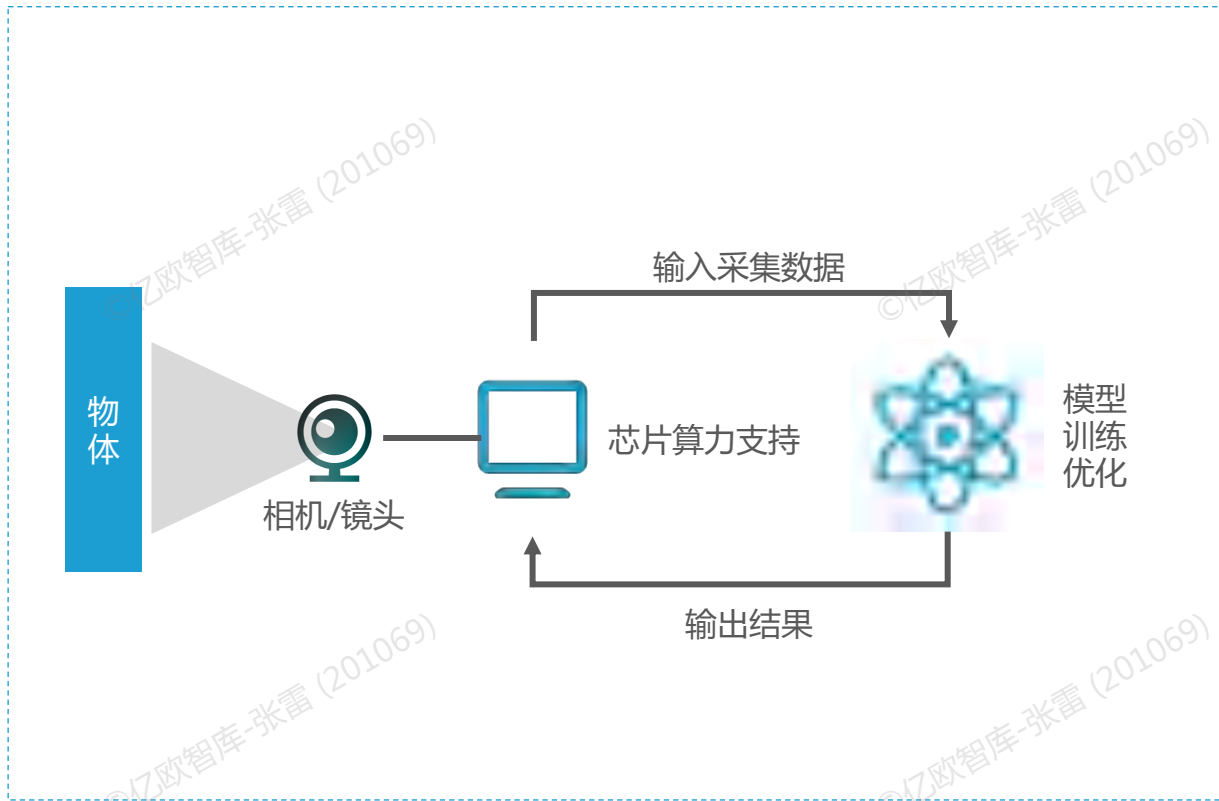 ©亿欧智库-张雷 (201069)
©亿欧智库-张雷 (201069)
输入采集数据
物
体
模型
训练
优化
芯片算力支持
相机/镜头
输出结果
©亿欧智库-张雷 (201069)
©亿欧智库-张雷 (201069)